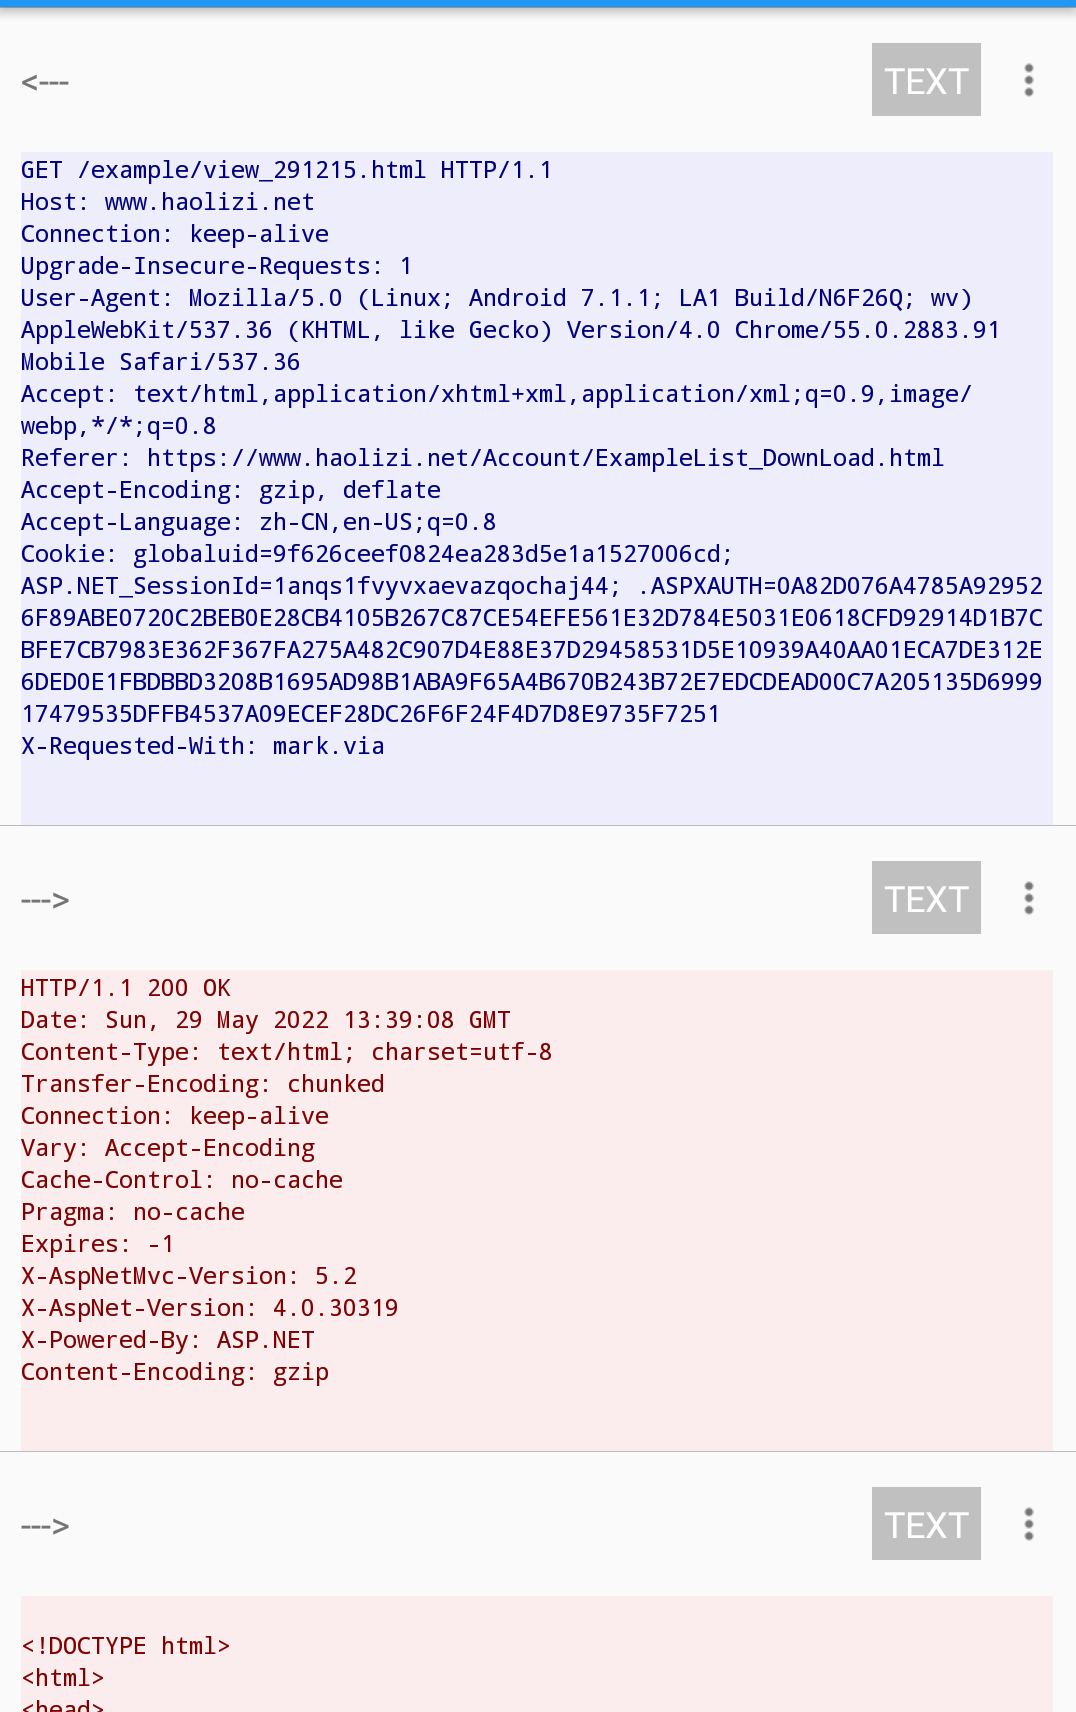 <---
TEXT
GET /example/view_291215.html HTTP/1.1
Host: www.haolizi.net
Connection: keep-alive
Upgrade-Insecure-Requests: 1
User-Agent: Mozilla/5.0 (Linux; Android 7.1.1; LA1 Build/N6F26Q; wv)
AppleWebKit/537.36 (KHTML, like Gecko) Version/4.0 Chrome/55.0.2883.91
Mobile Safari/537.36
Accept: text/html,application/xhtml+xml,application/xml;q=0.9,image/
webp,*/*;q=0.8
Referer: https://www.haolizi.net/Account/ExampleList_DownLoad.html
Accept-Encoding: gzip, deflate
Accept-Language: zh-CN,en-US;q=0.8
Cookie: globaluid=9f626ceef0824ea283d5e1a1527006cd;
ASP.NET_SessionId=1anqs1fvyvxaevazqochaj44; .ASPXAUTH=0A82D076A4785A92952
6F89ABE0720C2BEB0E28CB4105B267C87CE54EFE561E32D784E5031E0618CFD92914D1B7C
BFE7CB7983E362F367FA275A482C907D4E88E37D29458531D5E10939A40AA01ECA7DE312E
6DED0E1FBDBBD3208B1695AD98B1ABA9F65A4B670B243B72E7EDCDEAD00C7A205135D6999
17479535DFFB4537A09ECEF28DC26F6F24F4D7D8E9735F7251
X-Requested-With: mark.via
--->
TEXT
HTTP/1.1 200 OK
Date: Sun, 29 May 2022 13:39:08 GMT
Content-Type: text/html; charset=utf-8
Transfer-Encoding: chunked
Connection: keep-alive
Vary: Accept-Encoding
Cache-Control: no-cache
Pragma: no-cache
Expires: -1
X-AspNetMvc-Version: 5.2
X-AspNet-Version: 4.0.30319
X-Powered-By: ASP.NET
Content-Encoding: gzip
--->
TEXT
<!DOCTYPE html>
<html>
<head>